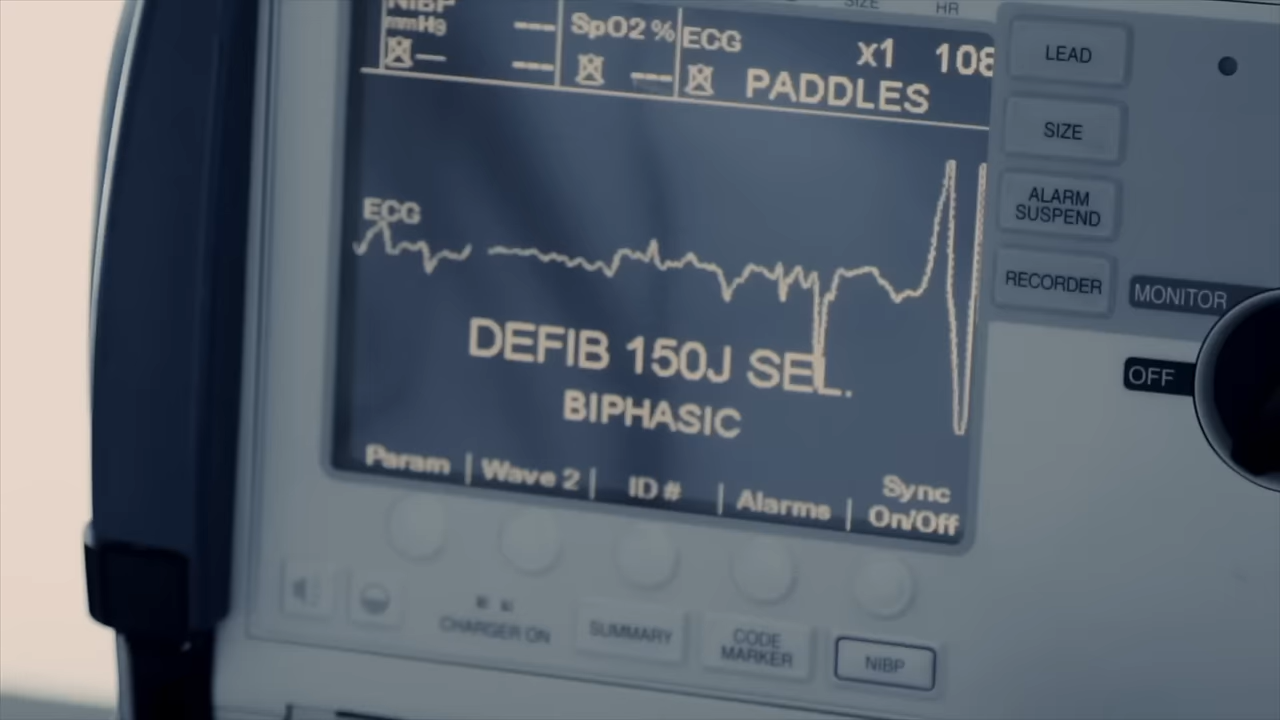 NIBP
mmHg
---
---
SpO2 %
---
ECG
x1
PADDLES
SIZE
HR
108
ECG
DEFIB 150J SEL.
BIPHASIC
Param | Wave 2 | ID # | Alarms | Sync
On/Off
LEAD
SIZE
ALARM
SUSPEND
RECORDER
MONITOR
OFF
CHARGER ON
SUMMARY
CODE
MARKER
NIBP